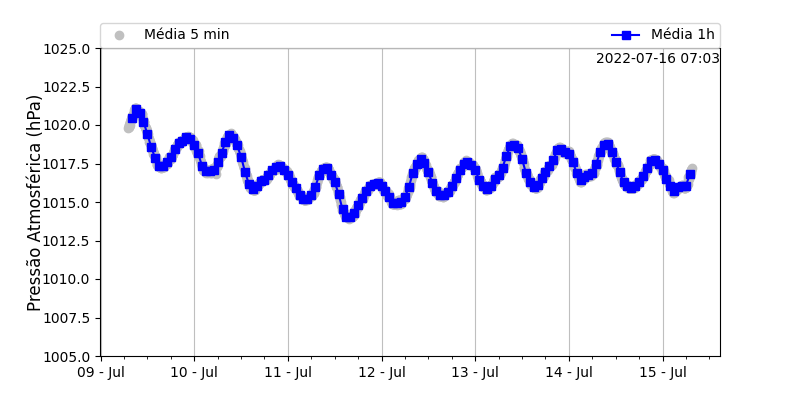 Média 5 min
Média 1h
2022-07-16 07:03
Pressão Atmosférica (hPa)
1025.0
1022.5
1020.0
1017.5
1015.0
1012.5
1010.0
1007.5
1005.0
09 - Jul
10 - Jul
11 - Jul
12 - Jul
13 - Jul
14 - Jul
15 - Jul